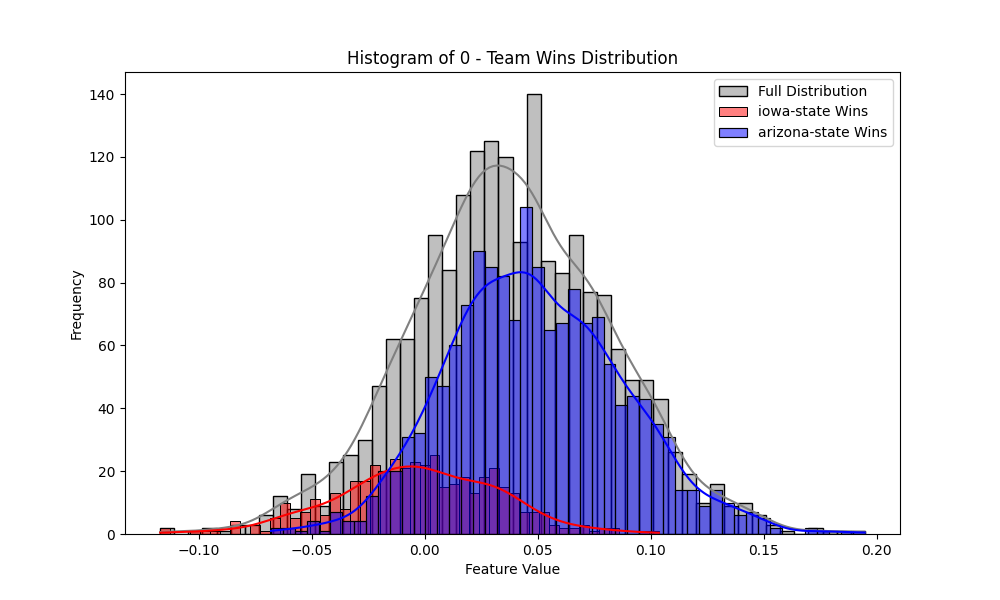 Histogram of 0 - Team Wins Distribution
Full Distribution
iowa-state Wins
arizona-state Wins
Frequency
140
120
100
80
60
40
20
0
−0.10 −0.05 0.00 0.05 0.10 0.15 0.20
Feature Value